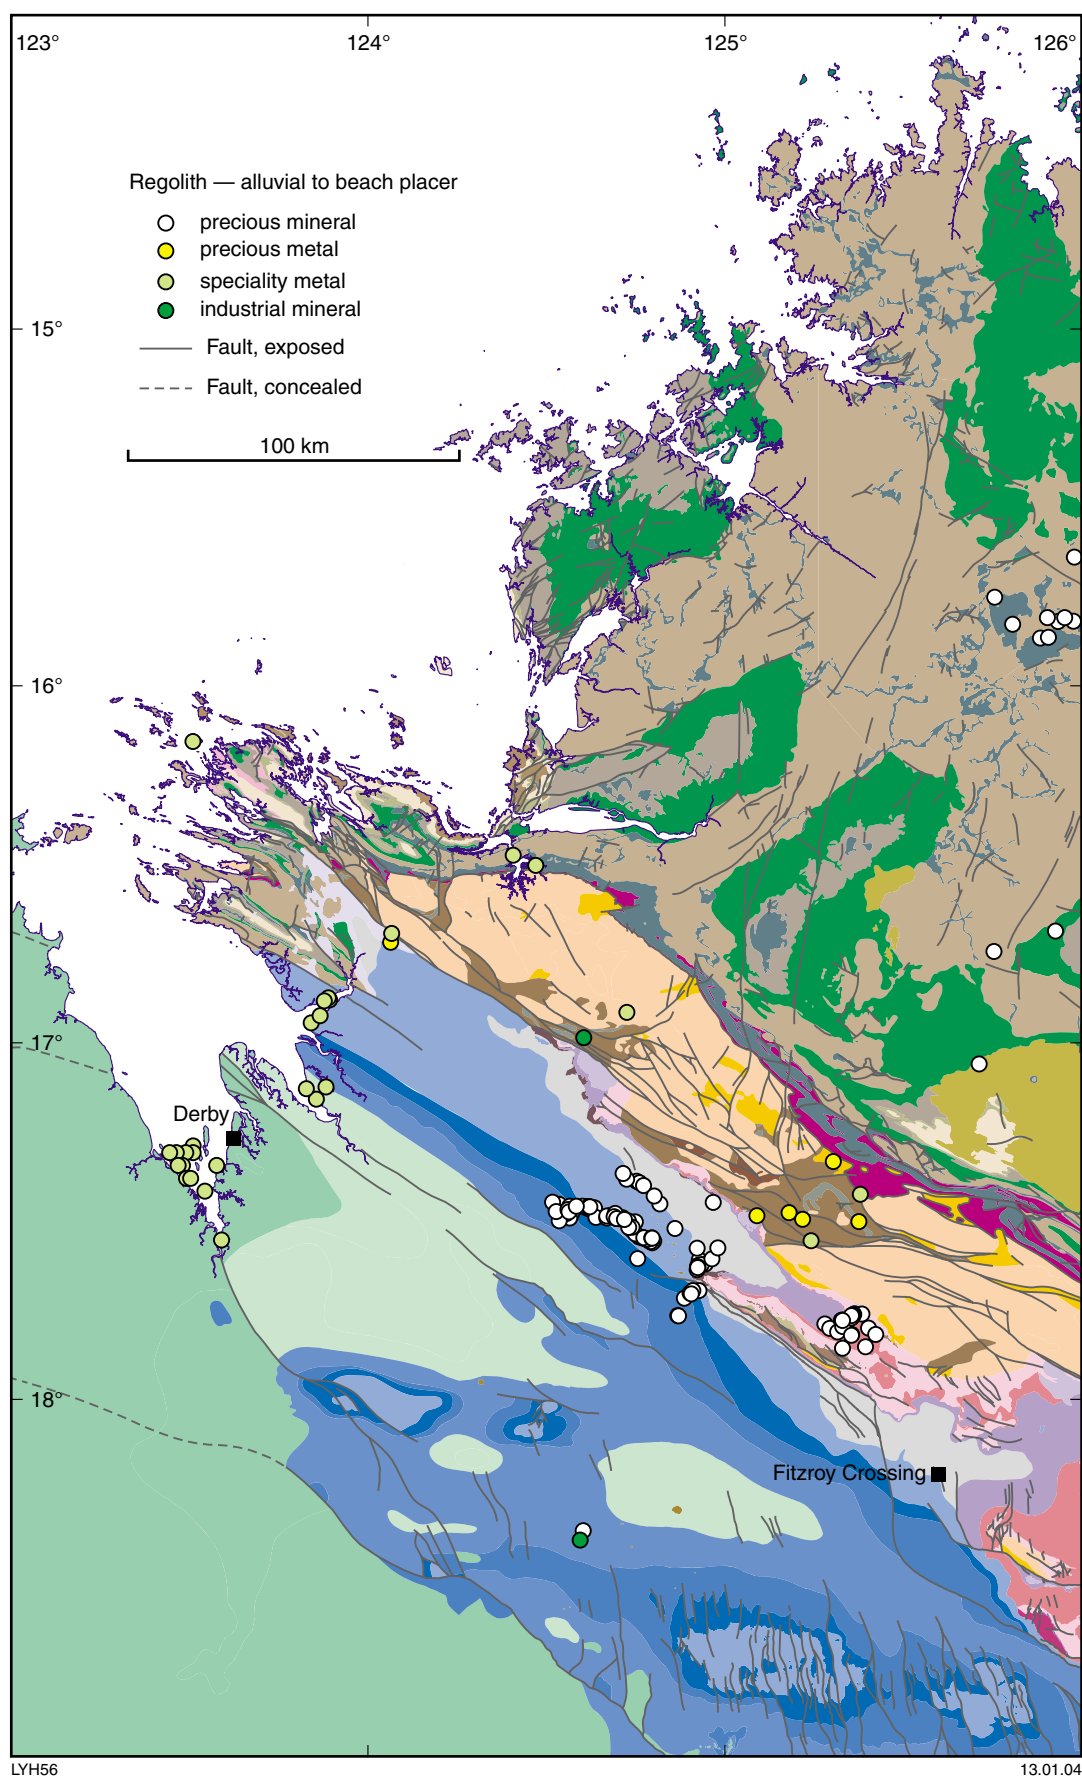 123°
124°
125°
126°
Regolith — alluvial to beach placer
precious mineral
precious metal
speciality metal
industrial mineral
15°
Fault, exposed
Fault, concealed
100 km
16°
17°
Derby
18°
Fitzroy Crossing
LYH56
13.01.04